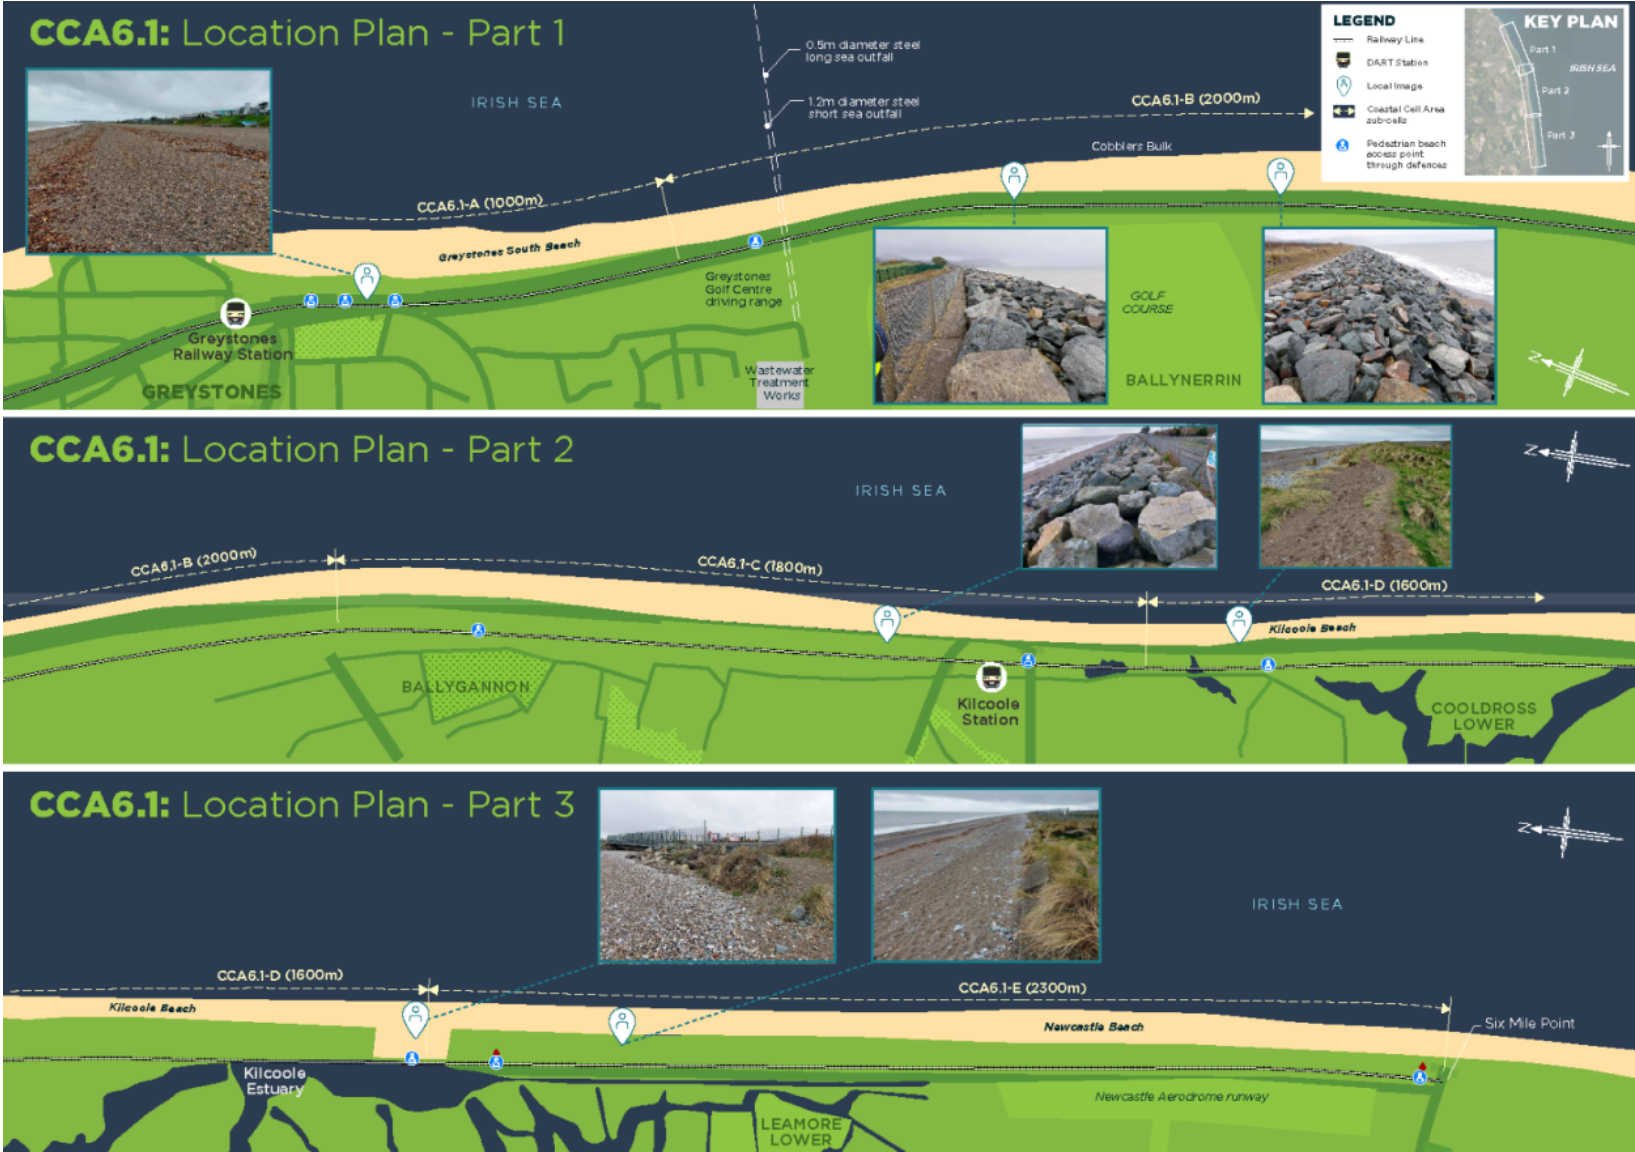 CCA6.1: Location Plan - Part 1
0.5m diameter steel
long sea outfall
IRISH SEA
1.2m diameter steel
short sea outfall
CCA6.1-B (2000m)
Cobblers Bulk
CCA6.1-A (1000m)
Greystones South Beach
Greystones
Golf Centre
driving range
GOLF
COURSE
Greystones
Railway Station
GREYSTONES
Wastewater
Treatment
Works
BALLYNERRIN
N
LEGEND
Railway Line
DART Station
Local Image
Coastal Cell Area
sub-cells
Pedestrian beach
access point
through defences
KEY PLAN
Part 1
IRISH SEA
Part 2
Part 3
CCA6.1: Location Plan - Part 2
IRISH SEA
N
CCA6.1-B (2000m)
CCA6.1-C (1800m)
CCA6.1-D (1600m)
Kilcoole Beach
BALLYGANNON
Kilcoole
Station
COOLDROSS
LOWER
CCA6.1: Location Plan - Part 3
N
IRISH SEA
CCA6.1-D (1600m)
CCA6.1-E (2300m)
Kilcoole Beach
Newcastle Beach
Six Mile Point
Kilcoole
Estuary
Newcastle Aerodrome runway
LEAMORE
LOWER